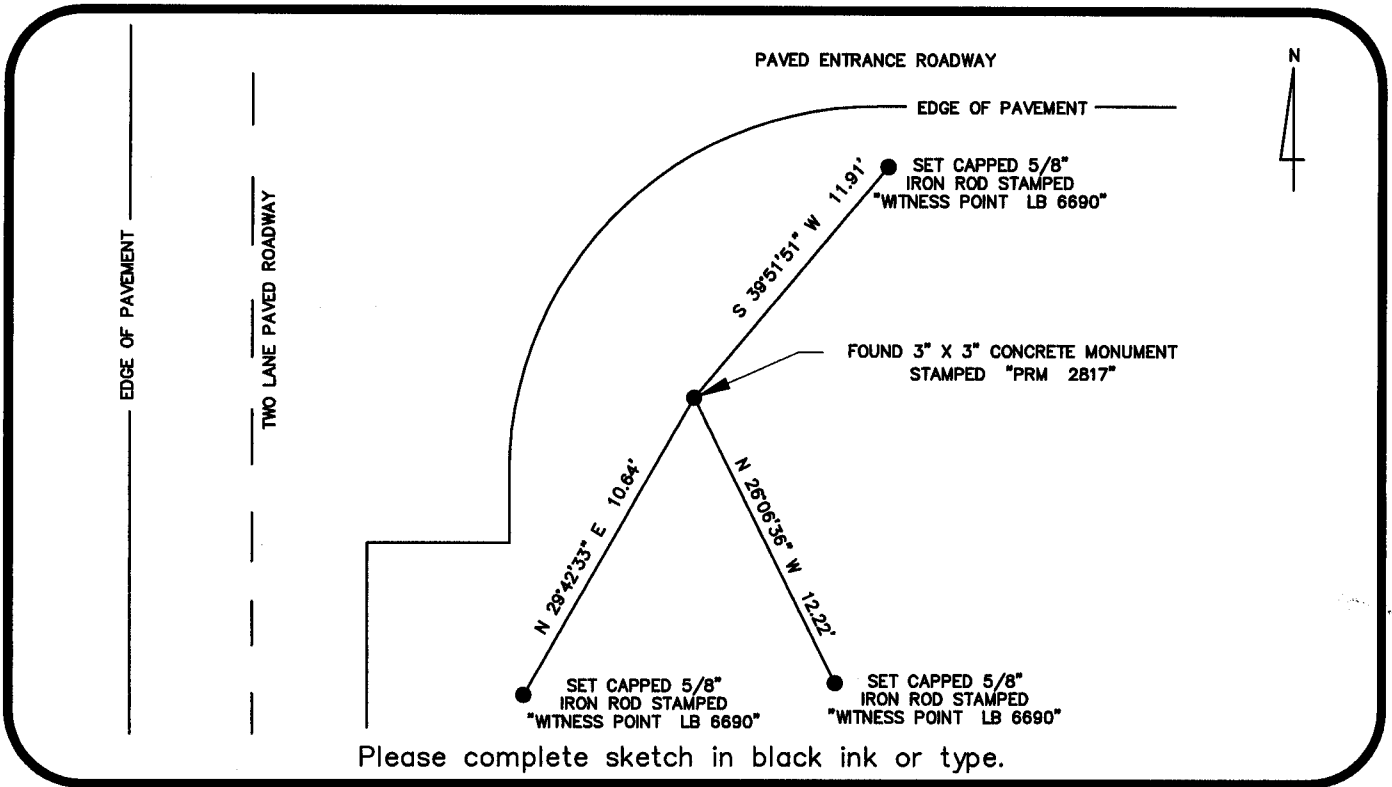 PAVED ENTRANCE ROADWAY
N
EDGE OF PAVEMENT
SET CAPPED 5/8"
IRON ROD STAMPED
"WITNESS POINT LB 6690"
S 39°51'51" W 11.91'
EDGE OF PAVEMENT
TWO LANE PAVED ROADWAY
FOUND 3" X 3" CONCRETE MONUMENT
STAMPED "PRM 2817"
N 29°42'33" E 10.64'
N 26°06'36" W 12.22'
SET CAPPED 5/8"
IRON ROD STAMPED
"WITNESS POINT LB 6690"
SET CAPPED 5/8"
IRON ROD STAMPED
"WITNESS POINT LB 6690"
Please complete sketch in black ink or type.